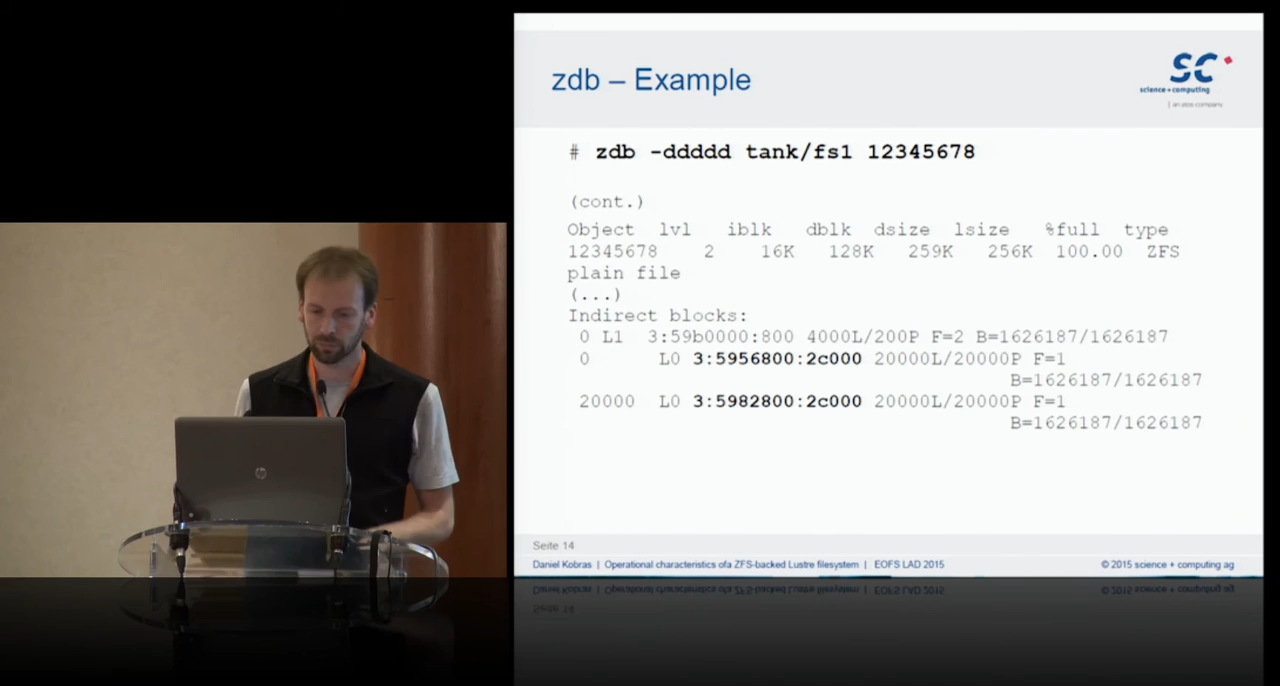 zdb – Example
SC
science + computing
| an atos company
# zdb -ddddd tank/fs1 12345678
(cont.)
Object lvl iblk dblk dsize lsize %full type
12345678 2 16K 128K 259K 256K 100.00 ZFS
plain file
(...)
Indirect blocks:
0 L1 3:59b0000:800 4000L/200P F=2 B=1626187/1626187
0 L0 3:5956800:2c000 20000L/20000P F=1
B=1626187/1626187
20000 L0 3:5982800:2c000 20000L/20000P F=1
B=1626187/1626187
Seite 14
Daniel Kobras | Operational characteristics ofa ZFS-backed Lustre filesystem | EOFS LAD 2015 © 2015 science + computing ag
hp